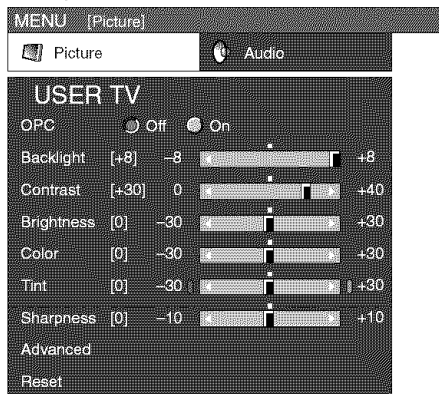 MENU [Picture]
Picture Audio
USER TV
OPC Off On
Backlight [+8] −8 +8
Contrast [+30] 0 +40
Brightness [0] −30 +30
Color [0] −30 +30
Tint [0] −30 +30
Sharpness [0] −10 +10
Advanced
Reset